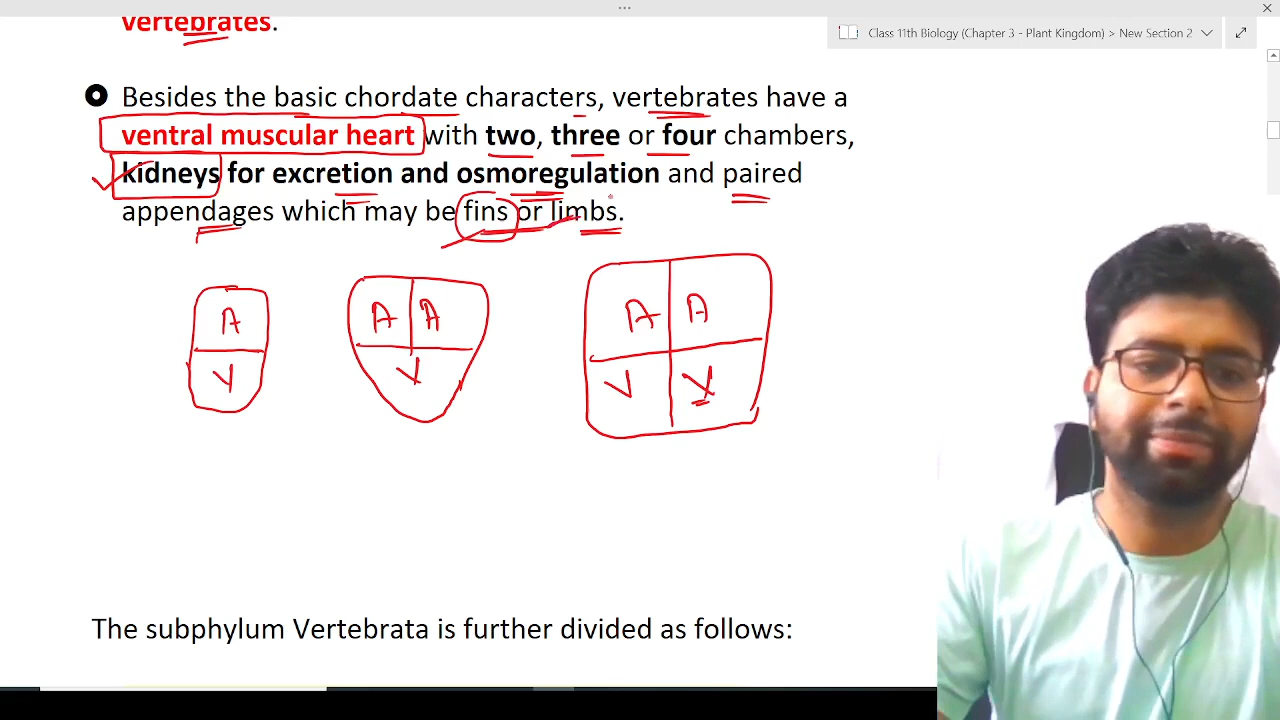 vertebrates.
Class 11th Biology (Chapter 3 - Plant Kingdom) > New Section 2
Besides the basic chordate characters, vertebrates have a
ventral muscular heart with two, three or four chambers,
kidneys for excretion and osmoregulation and paired
appendages which may be fins or limbs.
A A A A A
V V V V
The subphylum Vertebrata is further divided as follows: